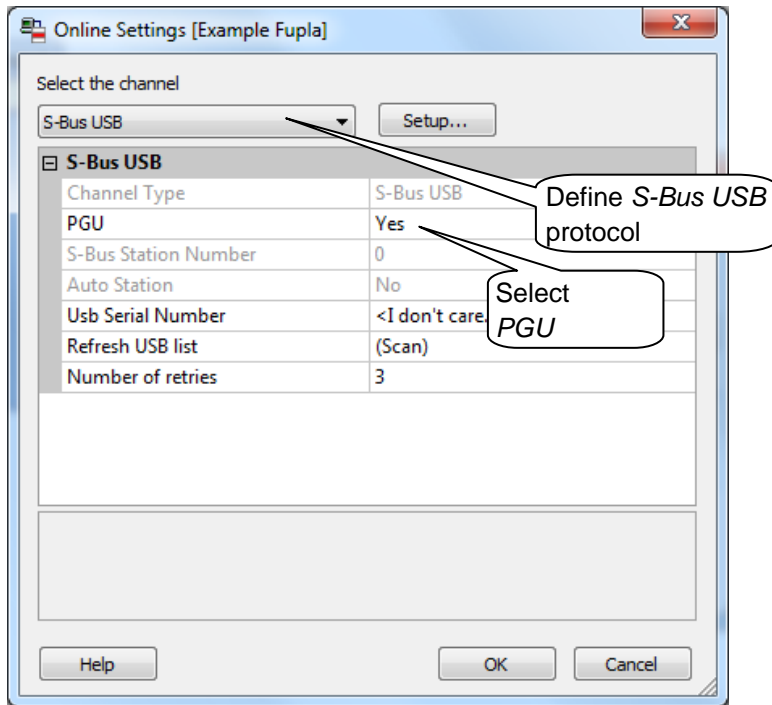 Online Settings [Example Fupla]
Select the channel
S-Bus USB
Setup...
S-Bus USB
Channel Type S-Bus USB
Define S-Bus USB
protocol
PGU Yes
S-Bus Station Number 0
Auto Station No
Select
PGU
Usb Serial Number <I don't care.
Refresh USB list (Scan)
Number of retries 3
Help OK Cancel